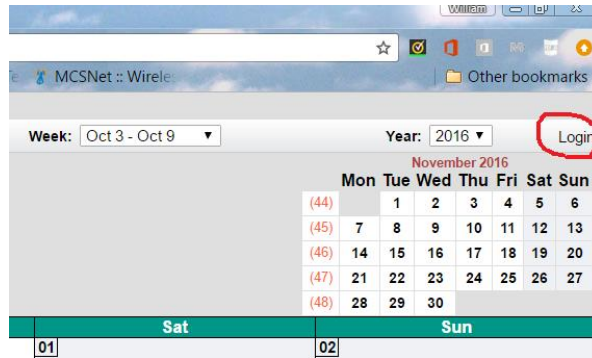 William
MCSNet :: Wirele
Other bookmarks
Week: Oct 3 - Oct 9 Year: 2016 Login
November 2016
Mon Tue Wed Thu Fri Sat Sun
(44) 1 2 3 4 5 6
(45) 7 8 9 10 11 12 13
(46) 14 15 16 17 18 19 20
(47) 21 22 23 24 25 26 27
(48) 28 29 30
Sat Sun
01 02